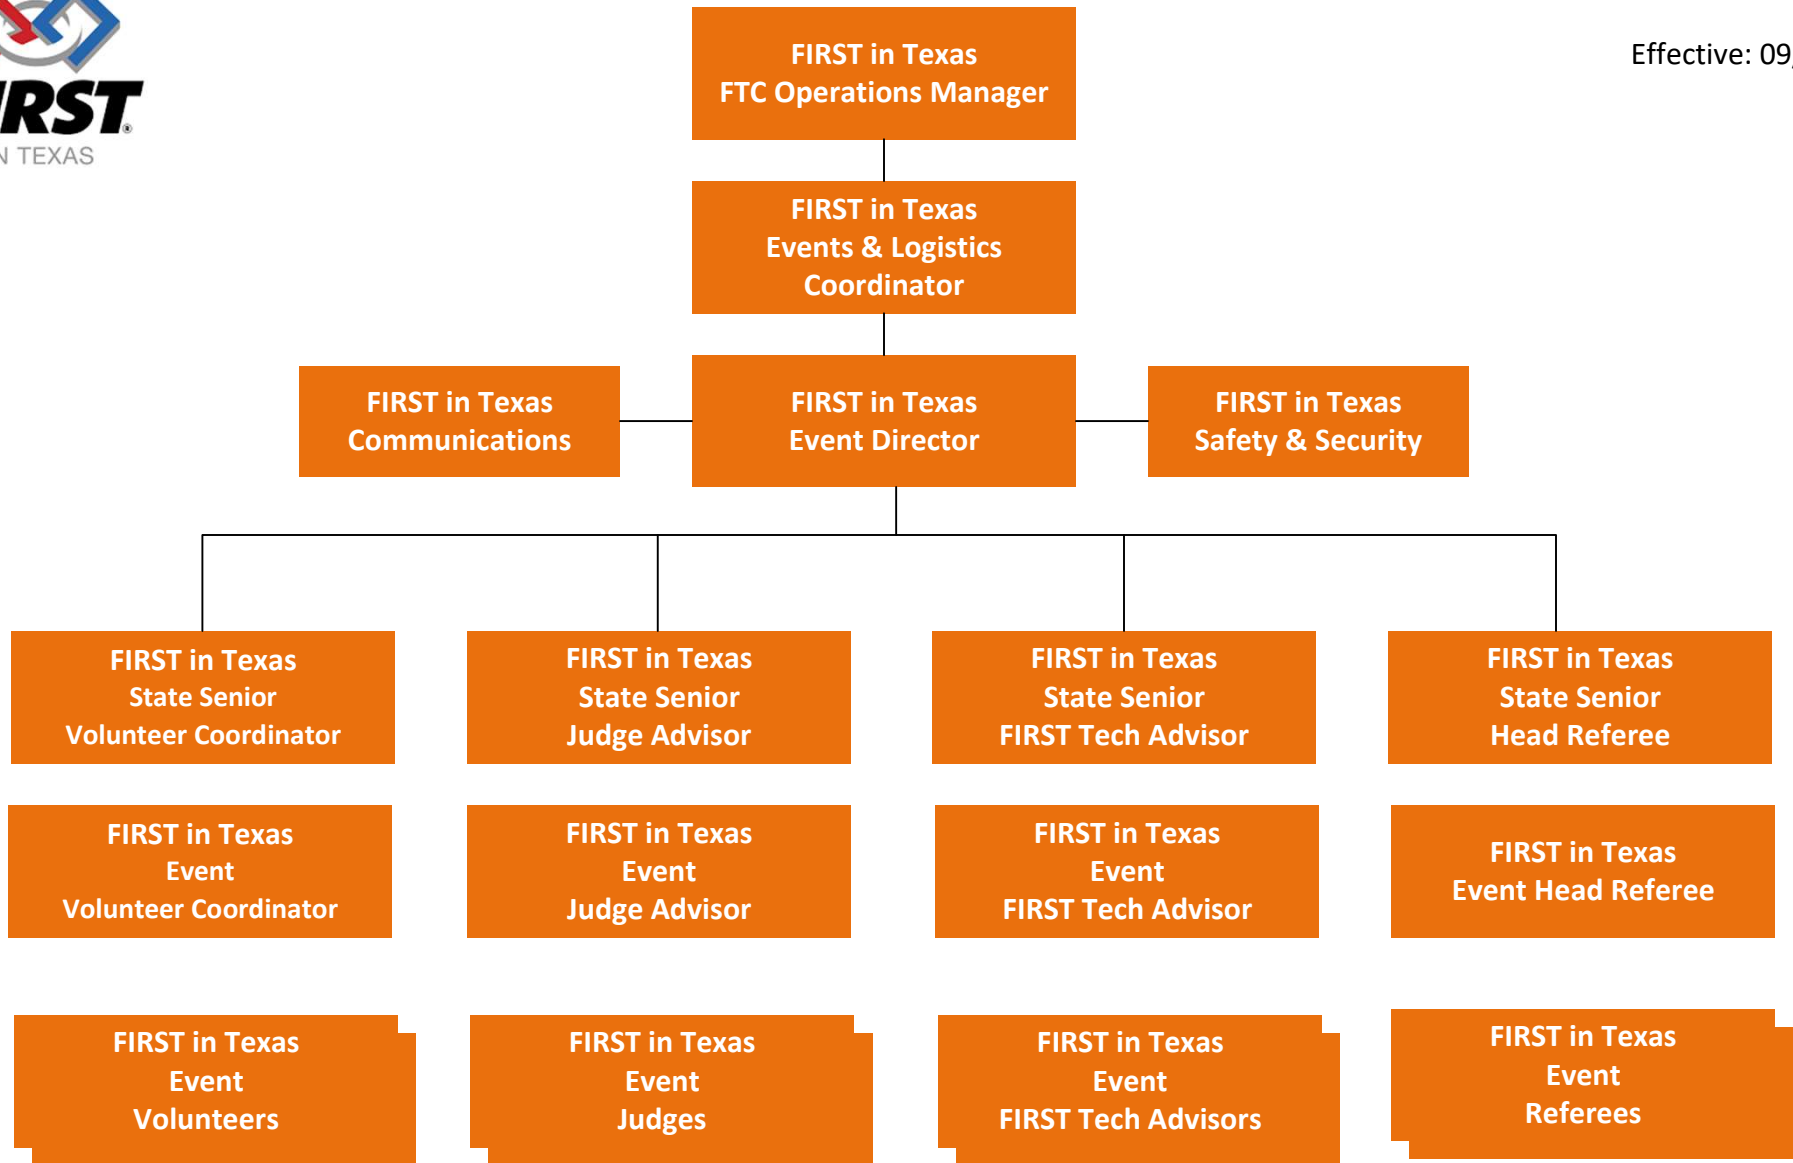 FIRST in Texas
FTC Operations Manager
Effective: 09
IRST
N TEXAS
FIRST in Texas
Events & Logistics
Coordinator
FIRST in Texas
Communications
FIRST in Texas
Event Director
FIRST in Texas
Safety & Security
FIRST in Texas
State Senior
Volunteer Coordinator
FIRST in Texas
State Senior
Judge Advisor
FIRST in Texas
State Senior
FIRST Tech Advisor
FIRST in Texas
State Senior
Head Referee
FIRST in Texas
Event
Volunteer Coordinator
FIRST in Texas
Event
Judge Advisor
FIRST in Texas
Event
FIRST Tech Advisor
FIRST in Texas
Event Head Referee
FIRST in Texas
Event
Volunteers
FIRST in Texas
Event
Judges
FIRST in Texas
Event
FIRST Tech Advisors
FIRST in Texas
Event
Referees